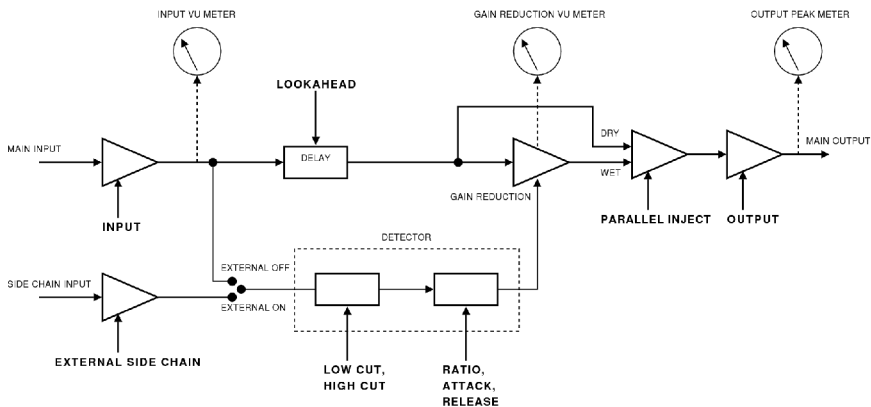 INPUT VU METER
GAIN REDUCTION VU METER
OUTPUT PEAK METER
LOOKAHEAD
MAIN INPUT
DELAY
DRY
WET
MAIN OUTPUT
GAIN REDUCTION
INPUT
PARALLEL INJECT
OUTPUT
DETECTOR
SIDE CHAIN INPUT
EXTERNAL OFF
EXTERNAL ON
EXTERNAL SIDE CHAIN
LOW CUT,
HIGH CUT
RATIO,
ATTACK,
RELEASE